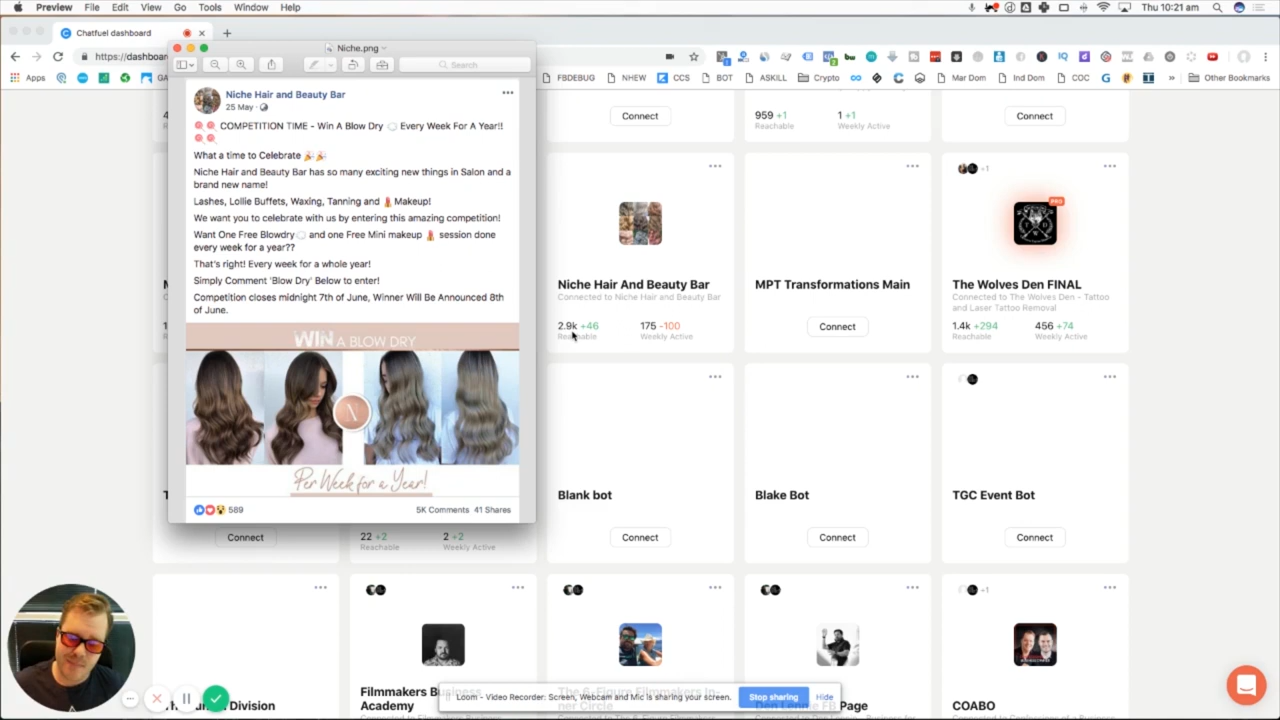 Preview File Edit View Go Tools Window Help
Thu 10:21 am
Chatfuel dashboard
https://dashboar
Apps
GA
FBDEBUG
NHEW
CCS
BOT
ASKILL
Crypto
Mar Dom
Ind Dom
COC
Other Bookmarks
Niche.png
Search
Niche Hair and Beauty Bar
25 May
COMPETITION TIME - Win A Blow Dry Every Week For A Year!!
What a time to Celebrate
Niche Hair and Beauty Bar has so many exciting new things in Salon and a
brand new name!
Lashes, Lollie Buffets, Waxing, Tanning and Makeup!
We want you to celebrate with us by entering this amazing competition!
Want One Free Blowdry and one Free Mini makeup session done
every week for a year??
That's right! Every week for a whole year!
Simply Comment 'Blow Dry' Below to enter!
Competition closes midnight 7th of June, Winner Will Be Announced 8th
of June.
WIN A BLOW DRY
Per Week for a Year!
589
5K Comments 41 Shares
Connect
959 +1
Reachable
1 +1
Weekly Active
Connect
Niche Hair And Beauty Bar
Connected to Niche Hair and Beauty Bar
2.9k +46
Reachable
175 -100
Weekly Active
MPT Transformations Main
Connect
+1
PRO
The Wolves Den FINAL
Connected to The Wolves Den - Tattoo
and Laser Tattoo Removal
1.4k +294
Reachable
456 +74
Weekly Active
Connect
22 +2
Reachable
2 +2
Weekly Active
Blank bot
Connect
Blake Bot
Connect
TGC Event Bot
Connect
Division
Filmmakers Business
Academy
Page
+1
COABO
Loom - Video Recorder: Screen, Webcam and Mic is sharing your screen.
Stop sharing
Hide